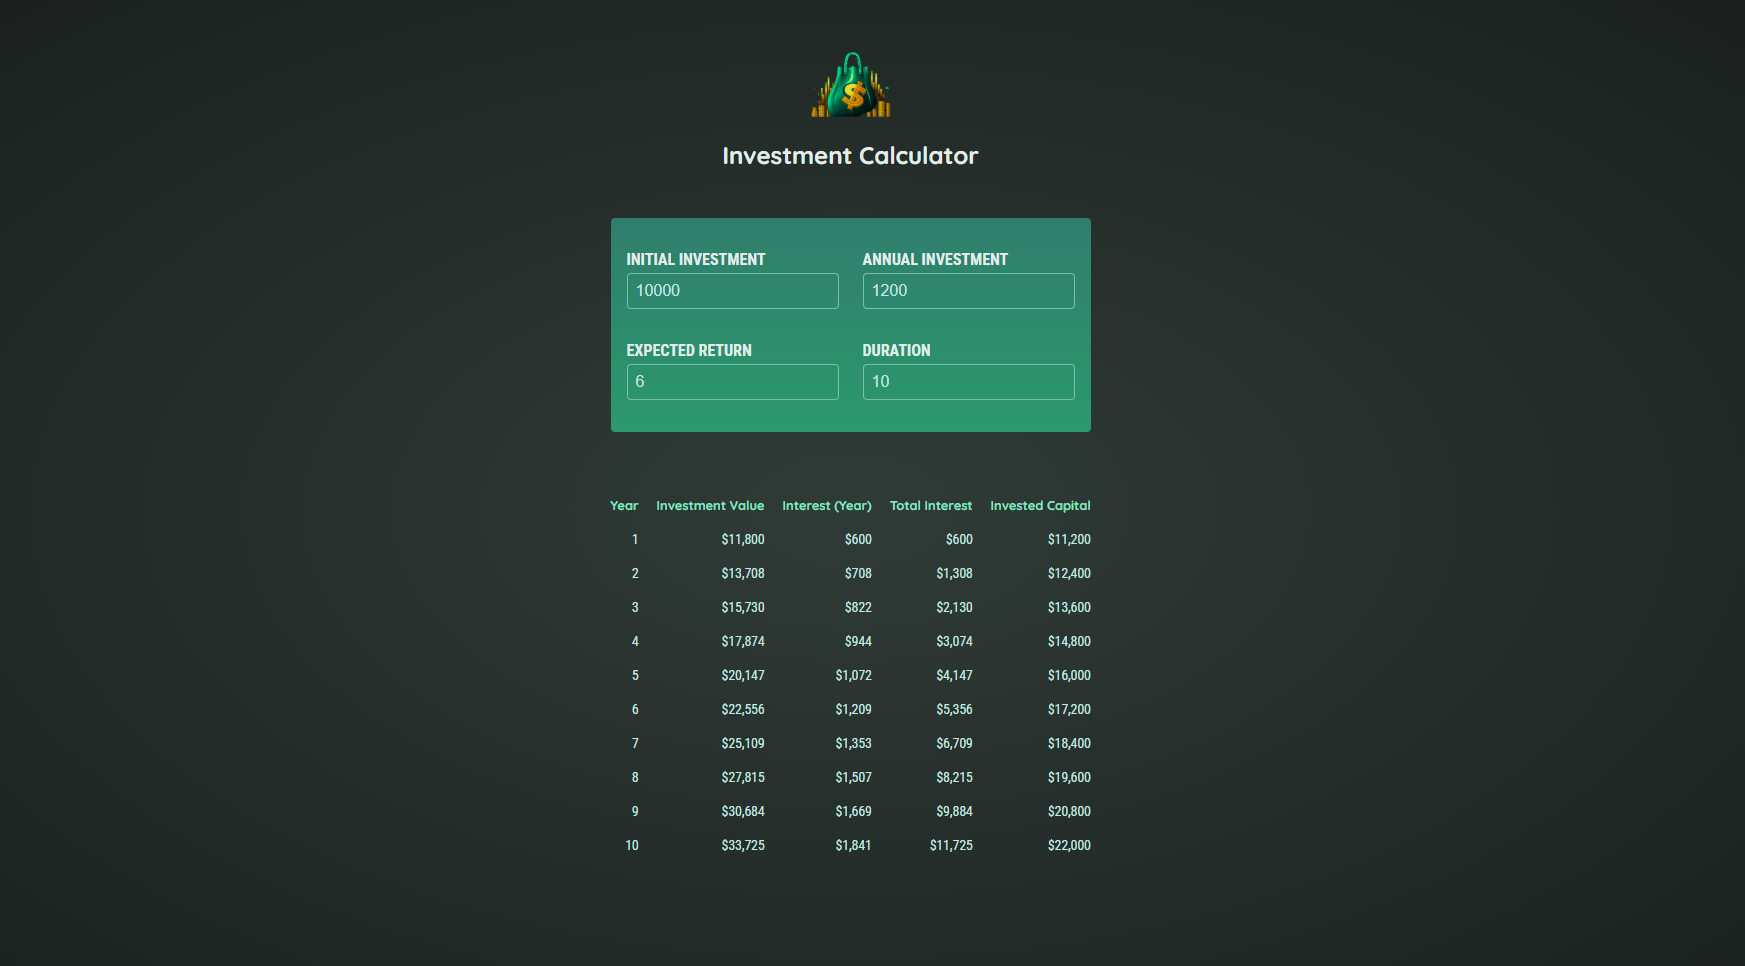 $
Investment Calculator
INITIAL INVESTMENT ANNUAL INVESTMENT
10000 1200
EXPECTED RETURN DURATION
6 10
Year Investment Value Interest (Year) Total Interest Invested Capital
1 $11,800 $600 $600 $11,200
2 $13,708 $708 $1,308 $12,400
3 $15,730 $822 $2,130 $13,600
4 $17,874 $944 $3,074 $14,800
5 $20,147 $1,072 $4,147 $16,000
6 $22,556 $1,209 $5,356 $17,200
7 $25,109 $1,353 $6,709 $18,400
8 $27,815 $1,507 $8,215 $19,600
9 $30,684 $1,669 $9,884 $20,800
10 $33,725 $1,841 $11,725 $22,000